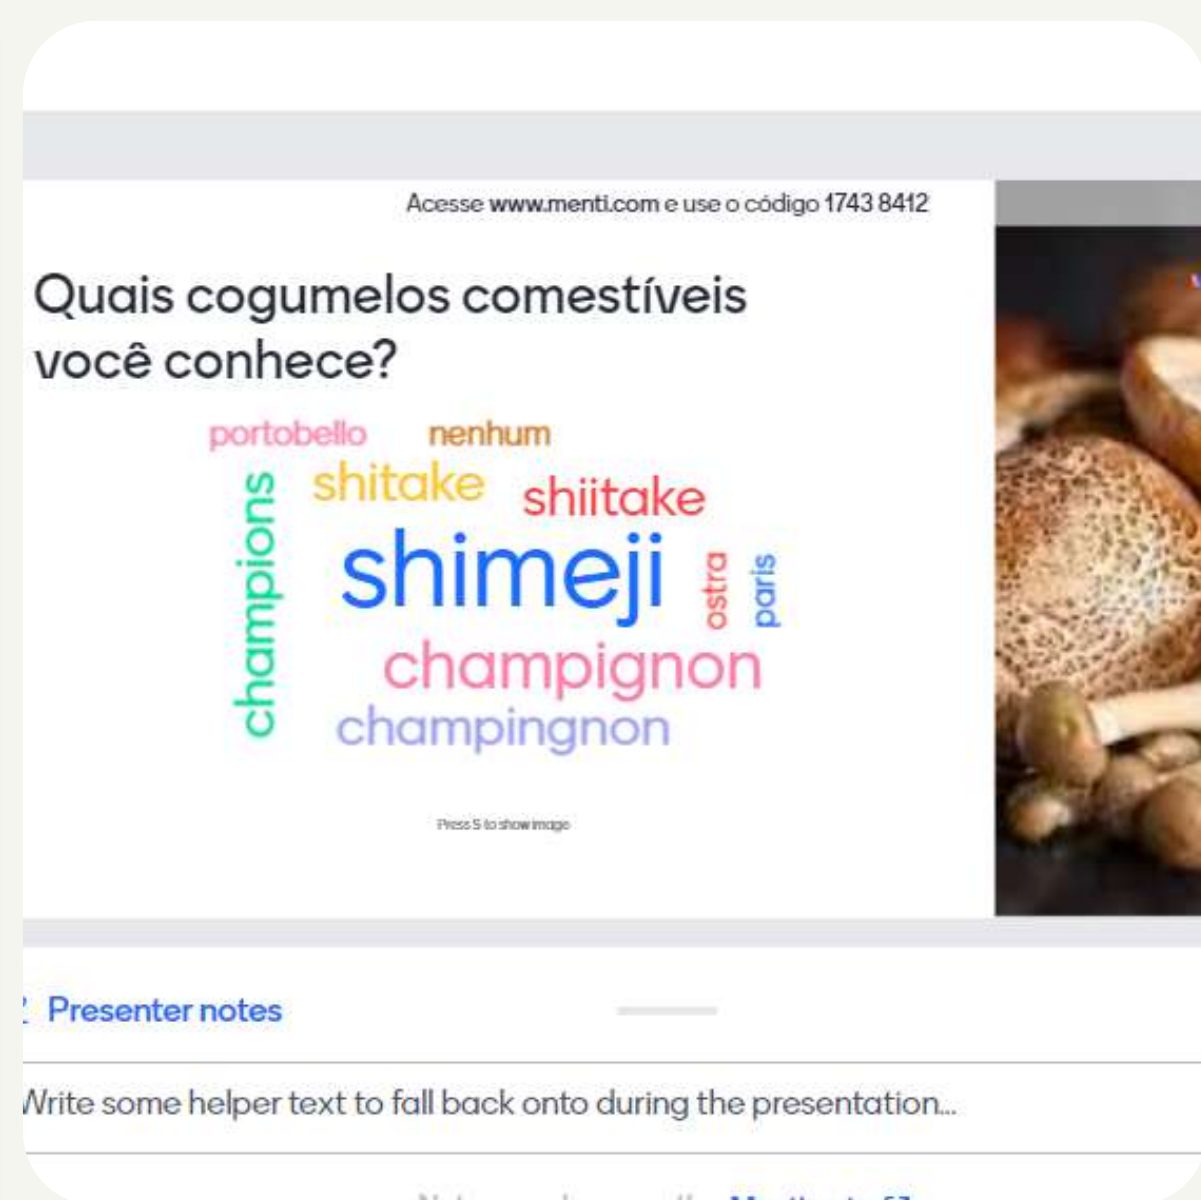 Acesse www.menti.com e use o código 1743 8412
Quais cogumelos comestíveis
você conhece?
portobello nenhum
shitake
shiitake
champions
shimeji
ostra
paris
champignon
champingnon
Press S to show image
Presenter notes
Write some helper text to fall back onto during the presentation...